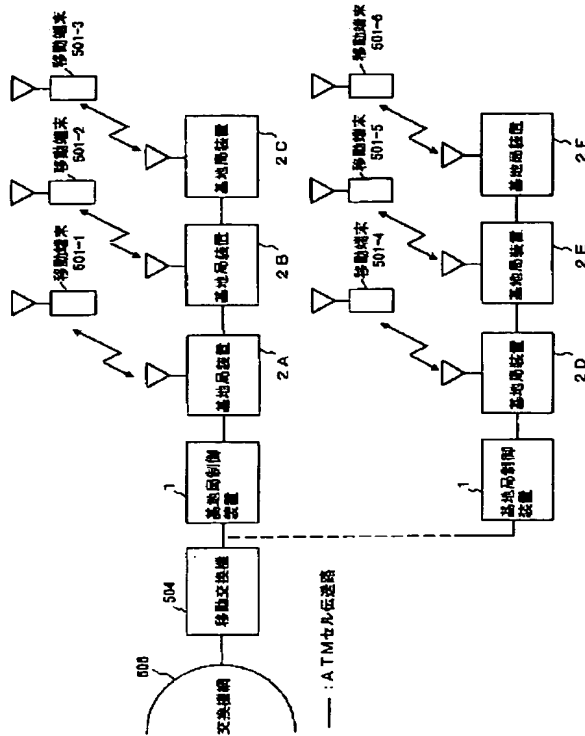 移動端末
501-1
移動端末
501-2
移動端末
501-3
基地局装置
2A
基地局装置
2B
基地局装置
2C
基地局制御
装置
1
移動交換機
504
交換機網
606
移動端末
501-4
移動端末
501-5
移動端末
501-6
基地局装置
2D
基地局装置
2E
基地局装置
2F
基地局制御
装置
1
:ATMセル伝送路